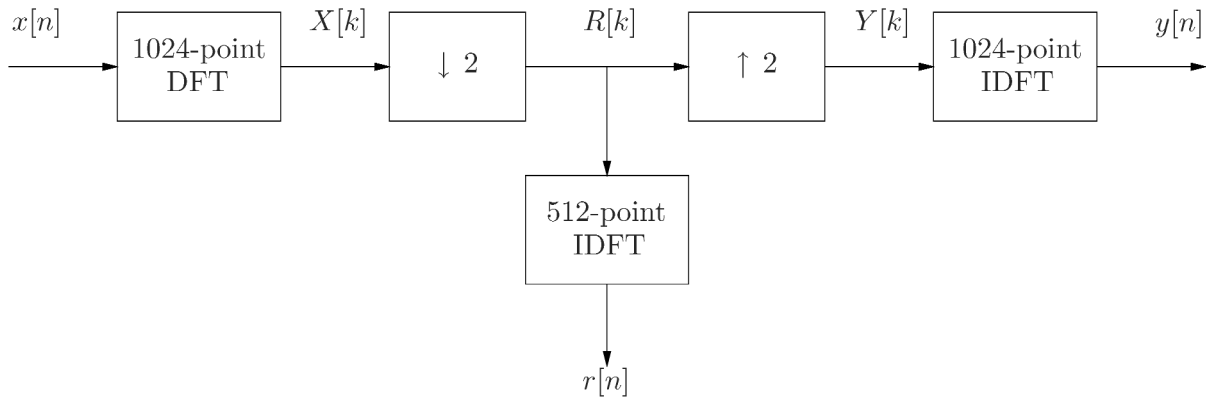 x[n]
1024-point
DFT
X[k]
↓ 2
R[k]
↑ 2
Y[k]
1024-point
IDFT
y[n]
512-point
IDFT
r[n]